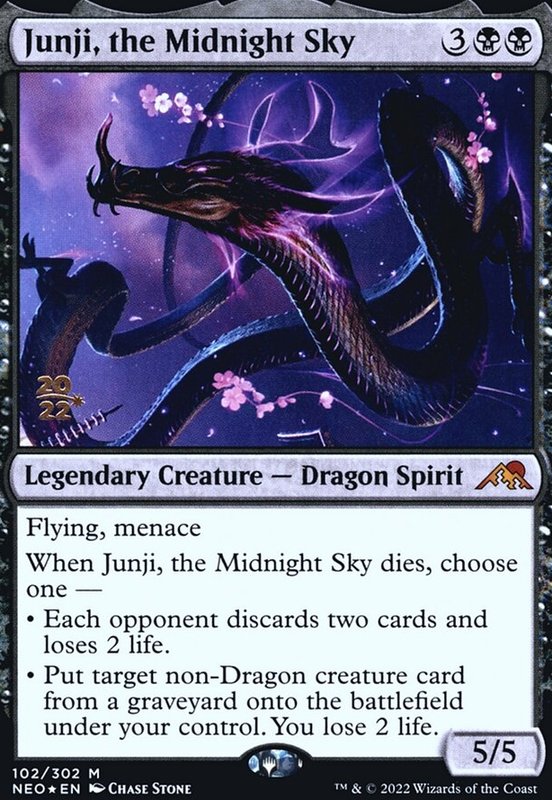 Junji, the Midnight Sky 3
20
22
Legendary Creature — Dragon Spirit
Flying, menace
When Junji, the Midnight Sky dies, choose
one —
• Each opponent discards two cards and
loses 2 life.
• Put target non-Dragon creature card
from a graveyard onto the battlefield
under your control. You lose 2 life.
5/5
102/302 M
NEO★EN Chase Stone
™ & © 2022 Wizards of the Coast